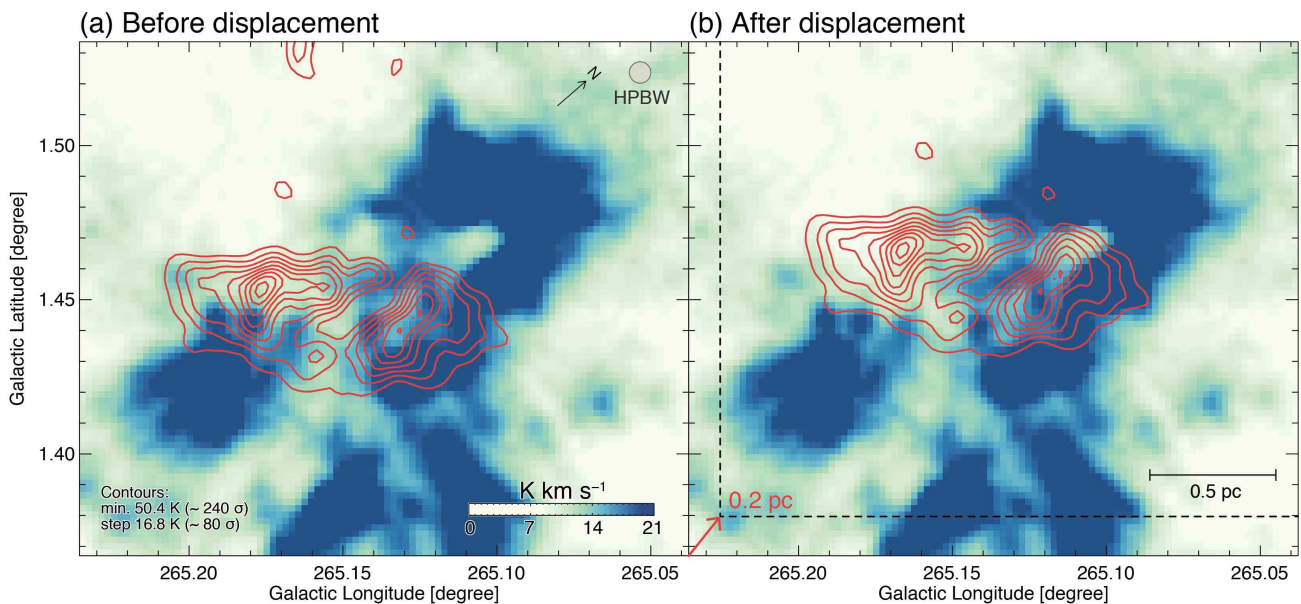 (a) Before displacement
(b) After displacement
N
HPBW
1.50
1.45
1.40
Galactic Latitude [degree]
Contours:
min. 50.4 K (~ 240 σ)
step 16.8 K (~ 80 σ)
K km s⁻¹
0 7 14 21
0.2 pc
0.5 pc
265.20 265.15 265.10 265.05
265.20 265.15 265.10 265.05
Galactic Longitude [degree]
Galactic Longitude [degree]